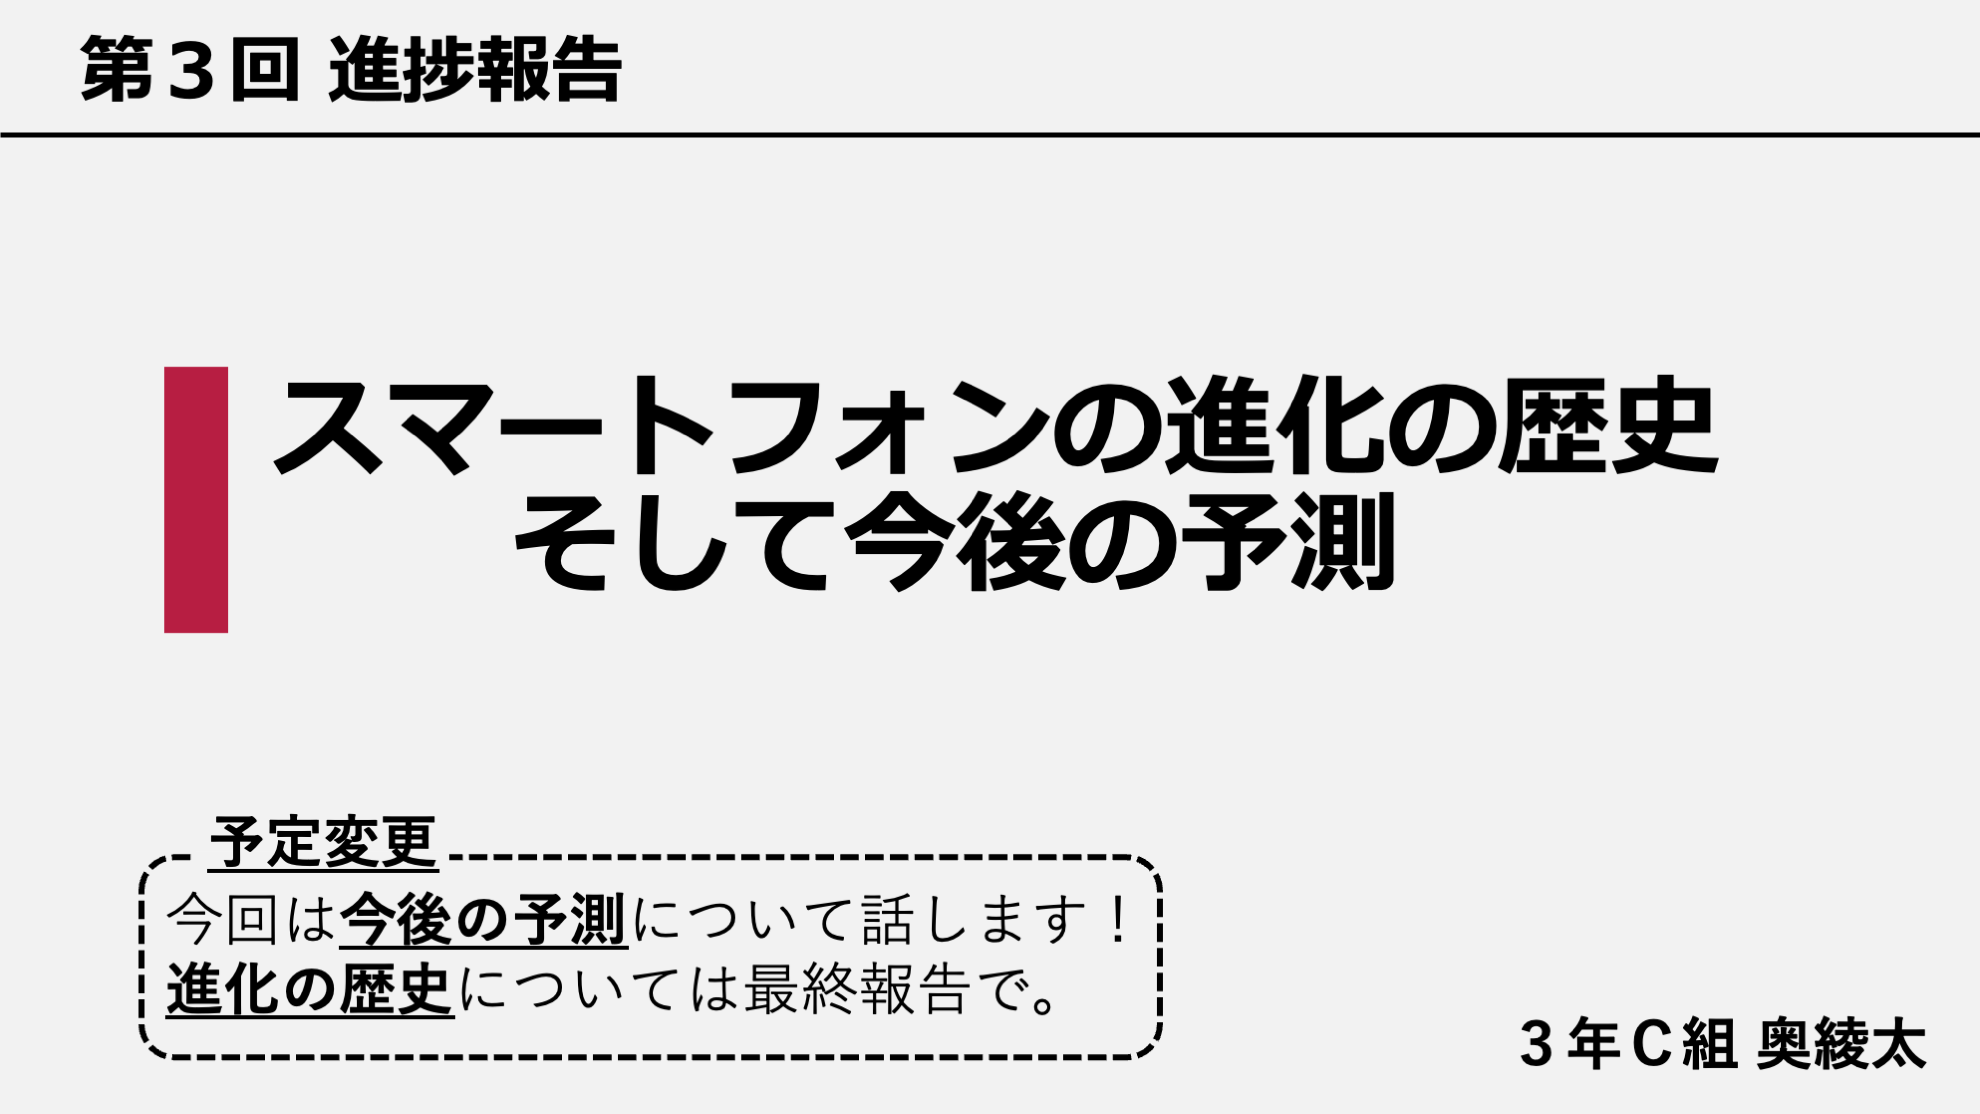 第３回 進捗報告
スマートフォンの進化の歴史
そして今後の予測
予定変更
今回は今後の予測について話します！
進化の歴史については最終報告で。
３年Ｃ組 奥綾太